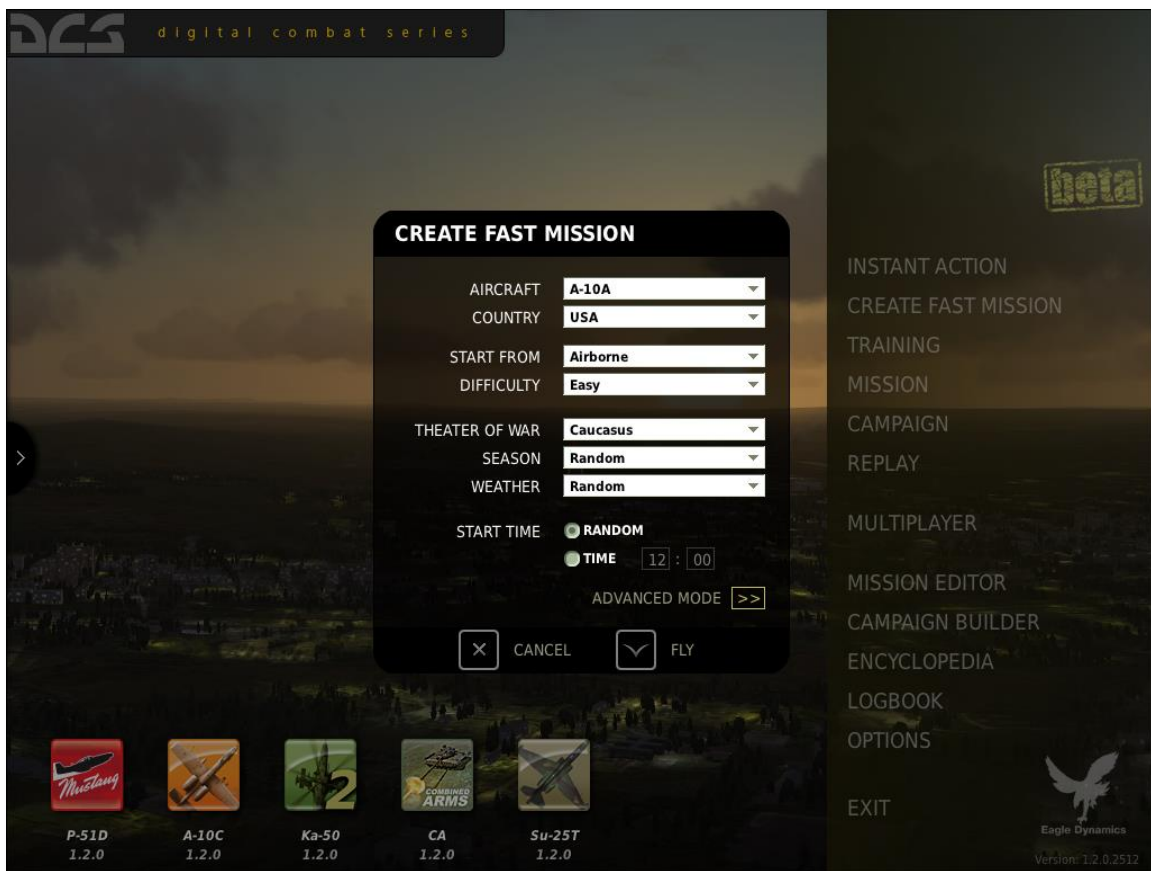 DCS digital combat series
beta
CREATE FAST MISSION
AIRCRAFT A-10A
COUNTRY USA
START FROM Airborne
DIFFICULTY Easy
THEATER OF WAR Caucasus
SEASON Random
WEATHER Random
START TIME RANDOM
TIME 12 : 00
ADVANCED MODE >>
CANCEL FLY
INSTANT ACTION
CREATE FAST MISSION
TRAINING
MISSION
CAMPAIGN
REPLAY
MULTIPLAYER
MISSION EDITOR
CAMPAIGN BUILDER
ENCYCLOPEDIA
LOGBOOK
OPTIONS
EXIT
Mustang
2
COMBINED
ARMS
P-51D A-10C Ka-50 CA Su-25T
1.2.0 1.2.0 1.2.0 1.2.0 1.2.0
Eagle Dynamics
Version: 1.2.0.2512